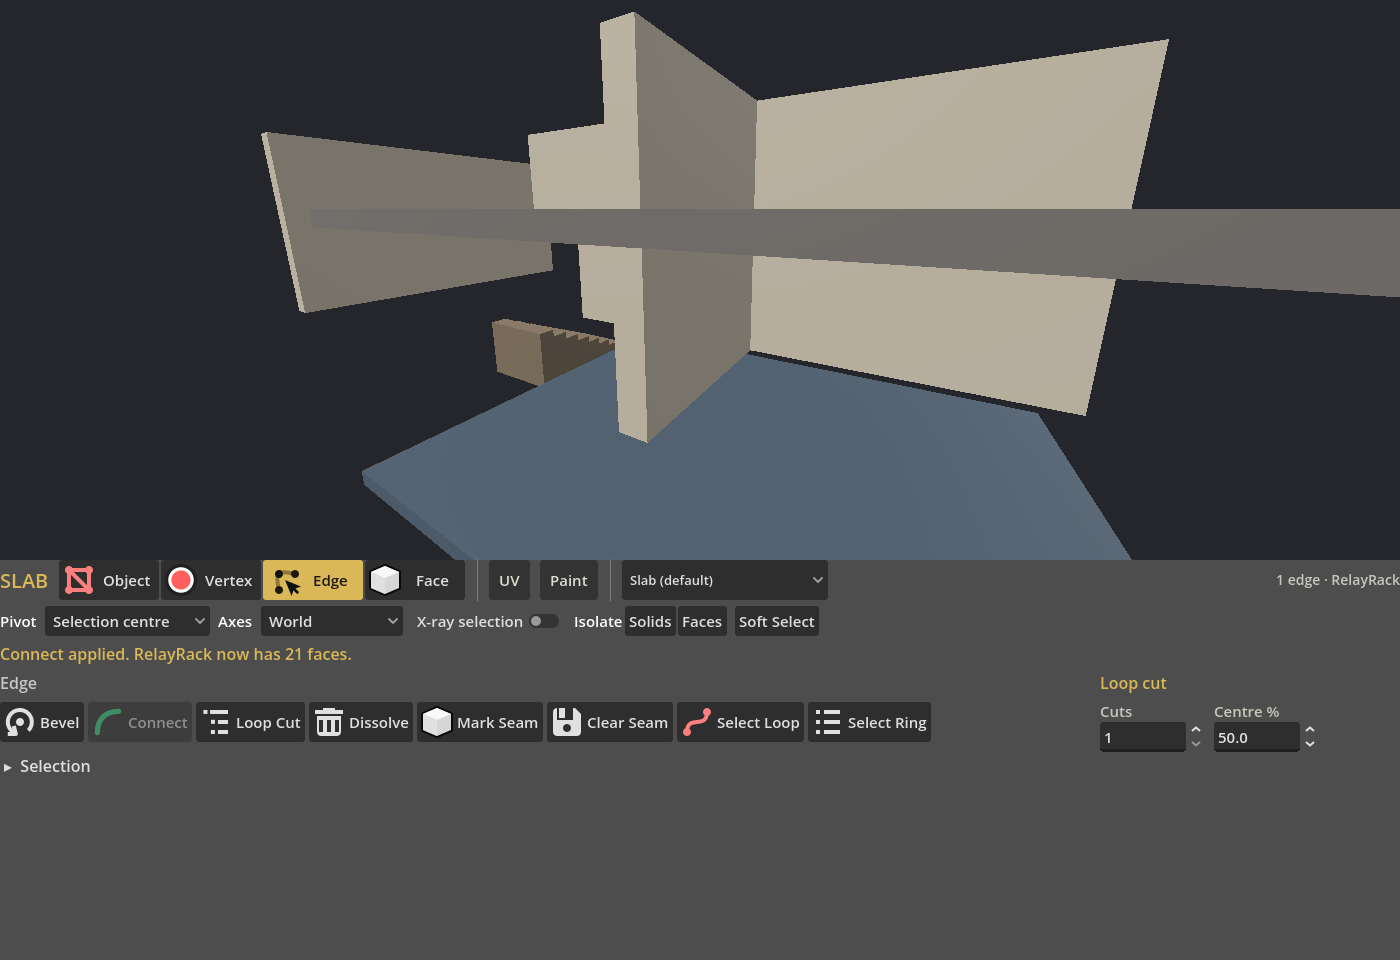 SLAB Object Vertex Edge Face UV Paint Slab (default) 1 edge · RelayRack
Pivot Selection centre Axes World X-ray selection Isolate Solids Faces Soft Select
Connect applied. RelayRack now has 21 faces.
Edge Loop cut
Cuts Centre %
Bevel Connect Loop Cut Dissolve Mark Seam Clear Seam Select Loop Select Ring
1 50.0
▸ Selection